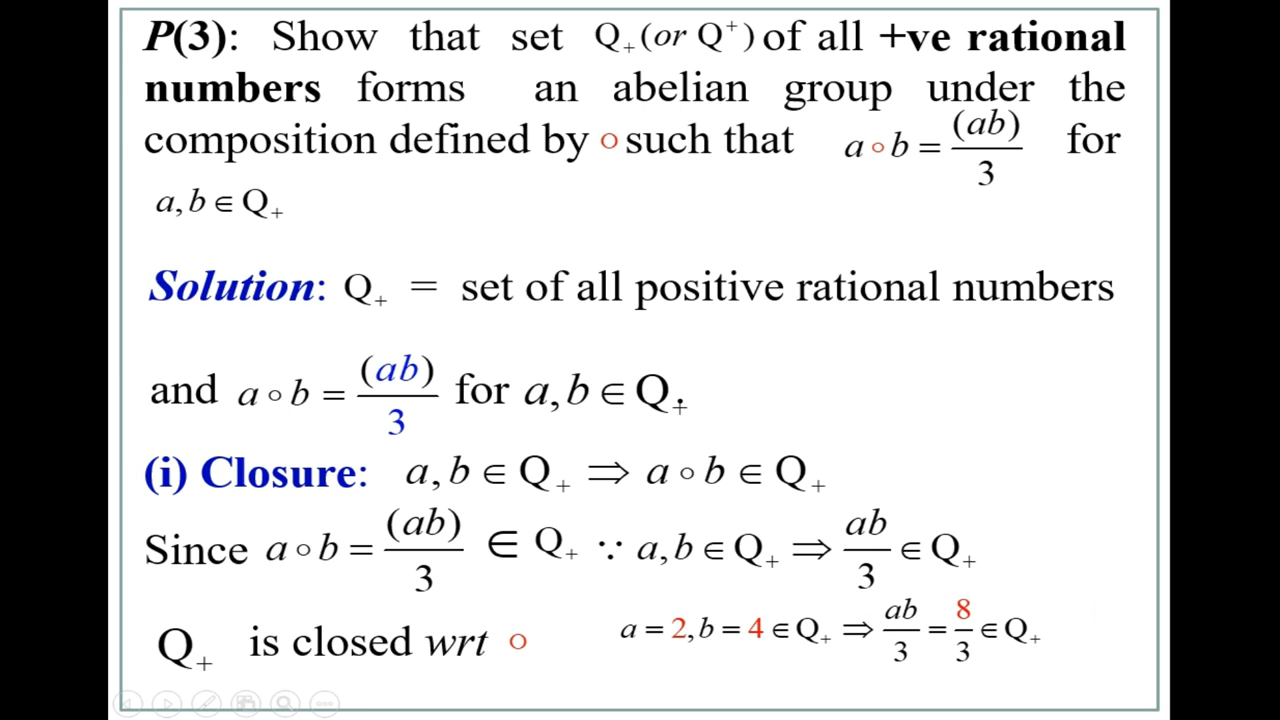 P(3): Show that set Q₊ (or Q⁺) of all +ve rational
numbers forms an abelian group under the
composition defined by ∘ such that a ∘ b = (ab)/3 for
a, b ∈ Q₊
Solution: Q₊ = set of all positive rational numbers
and a ∘ b = (ab)/3 for a, b ∈ Q₊.
(i) Closure: a, b ∈ Q₊ ⇒ a ∘ b ∈ Q₊
Since a ∘ b = (ab)/3 ∈ Q₊ ∵ a, b ∈ Q₊ ⇒ ab/3 ∈ Q₊
Q₊ is closed wrt ∘ a = 2, b = 4 ∈ Q₊ ⇒ ab/3 = 8/3 ∈ Q₊